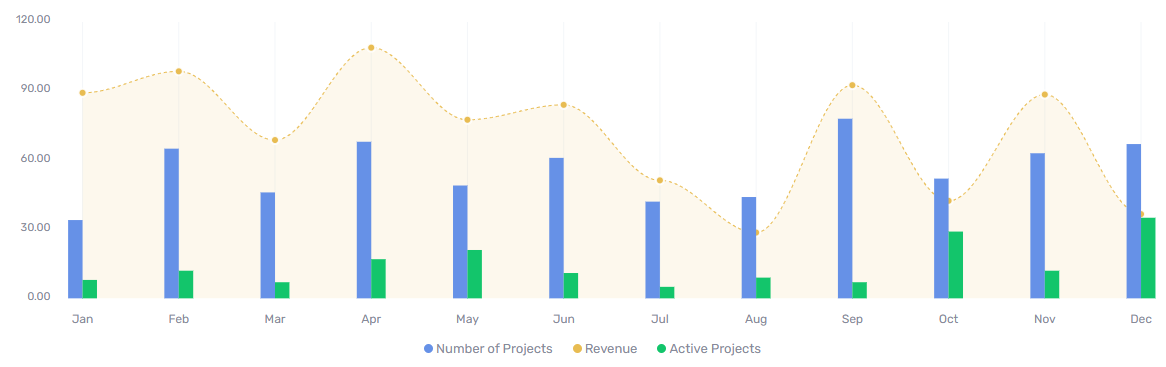 120.00
90.00
60.00
30.00
0.00
Jan Feb Mar Apr May Jun Jul Aug Sep Oct Nov Dec
Number of Projects Revenue Active Projects